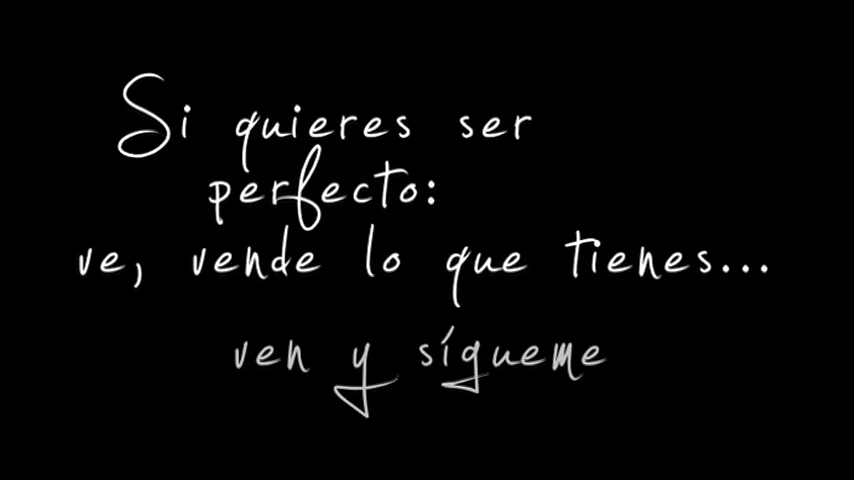 Si quieres ser
perfecto:
ve, vende lo que tienes...
ven y sígueme